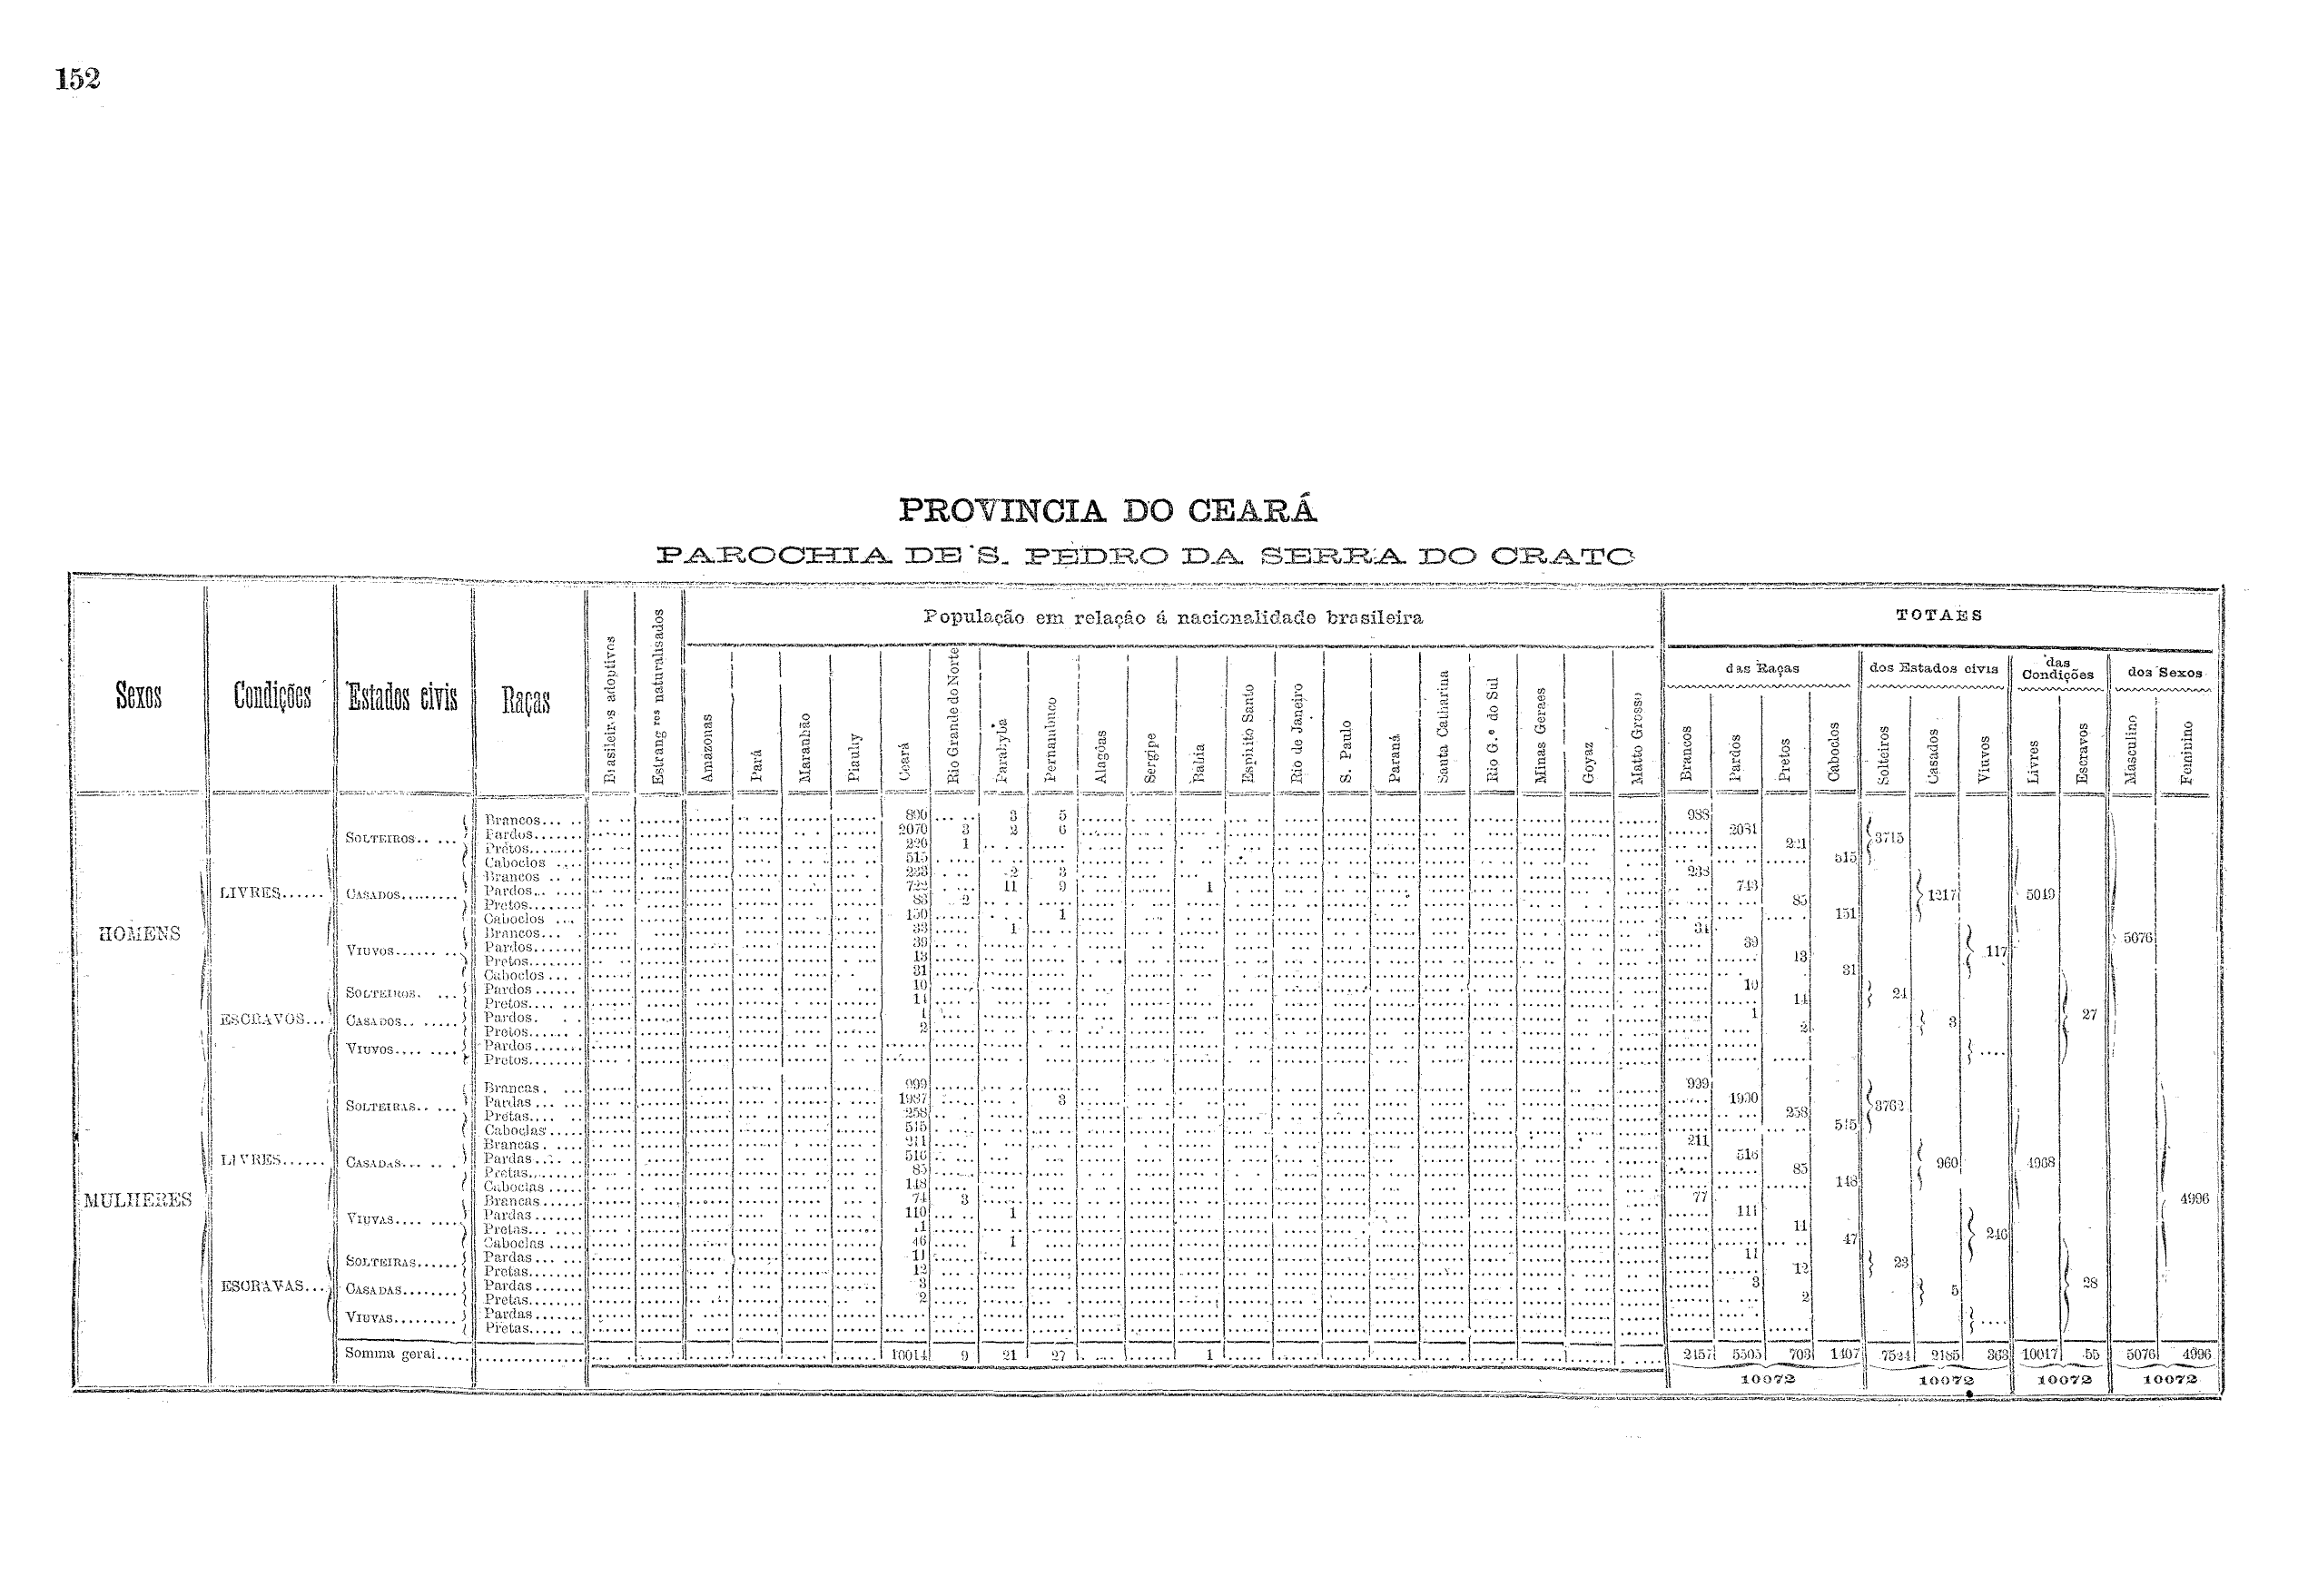 152
PROVINCIA DO CEARÁ
PAROCHIA DE S. PEDRO DA SERRA DO CRATO
Sexos Condições Estados civis Raças Brasileiros adoptivos Estrang.ros naturalisados População em relação á nacionalidade brasileira TOTAES
das Raças dos Estados civis das Condições dos Sexos
Amazonas Pará Maranhão Piauhy Ceará Rio Grande do Norte Parahyba Pernambuco Alagôas Sergipe Bahia Espirito Santo Rio de Janeiro S. Paulo Paraná Santa Catharina Rio G.e do Sul Minas Geraes Goyaz Matto Grosso Brancos Pardos Pretos Caboclos Solteiros Casados Viuvos Livres Escravos Masculino Feminino
HOMENS
LIVRES
SOLTEIROS 3715
Brancos 3 5
Pardos 2070 3 2 6 2081
Pretos 220 1 221
Caboclos 515 515
CASADOS 1217 5049
Brancos 233 2 3 238
Pardos 722 11 9 1 743
Pretos 83 2 85
Caboclos 150 1 151
VIUVOS 117 5076
Brancos 33 1 34
Pardos 39 39
Pretos 13 13
Caboclos 31 31
ESCRAVOS 27
SOLTEIROS 24
Pardos 10 10
Pretos 14 14
CASADOS 3
Pardos 1 1
Pretos 2 2
VIUVOS ....
Pardos
Pretos
MULHERES
LIVRES
SOLTEIRAS 3762
Brancas 999 999
Pardas 1987 3 1990
Pretas 258 258
Caboclas 515 515
CASADAS 960 4968
Brancas 211 211
Pardas 516 516
Pretas 85 85
Caboclas 148 148
VIUVAS 246 4996
Brancas 74 3 77
Pardas 110 1 111
Pretas 11 11
Caboclas 46 1 47
ESCRAVAS 28
SOLTEIRAS 23
Pardas 11 11
Pretas 12 12
CASADAS 5
Pardas 3 3
Pretas 2 2
VIUVAS ....
Pardas
Pretas
Somma geral 10014 9 21 27 1 2457 5505 703 1407 7524 2185 363 10017 55 5076 4996
10072 10072 10072 10072